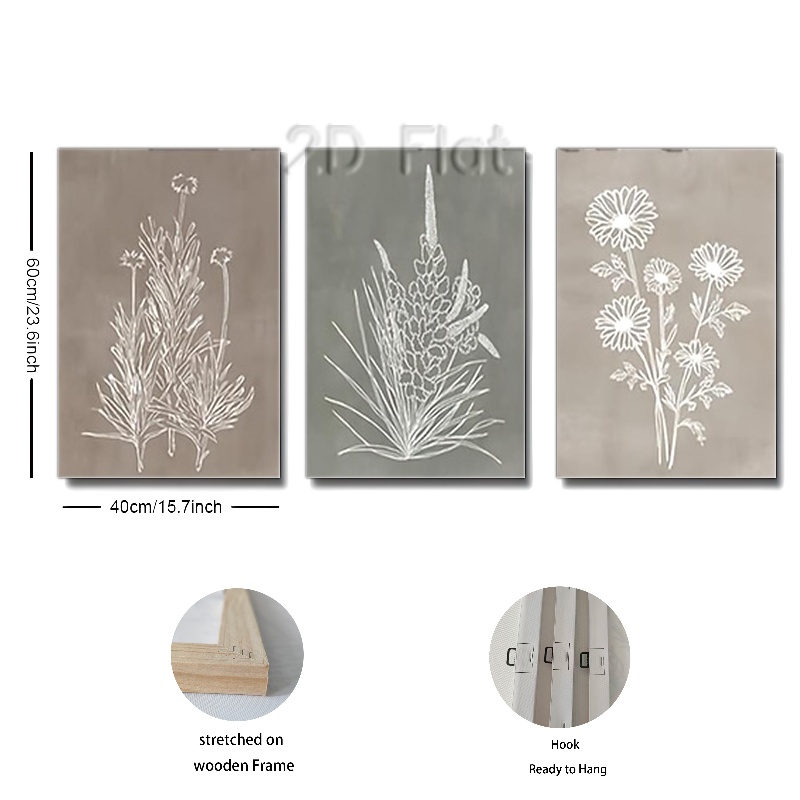 2D Flat
60cm/23.6inch
40cm/15.7inch
stretched on
wooden Frame
Hook
Ready to Hang